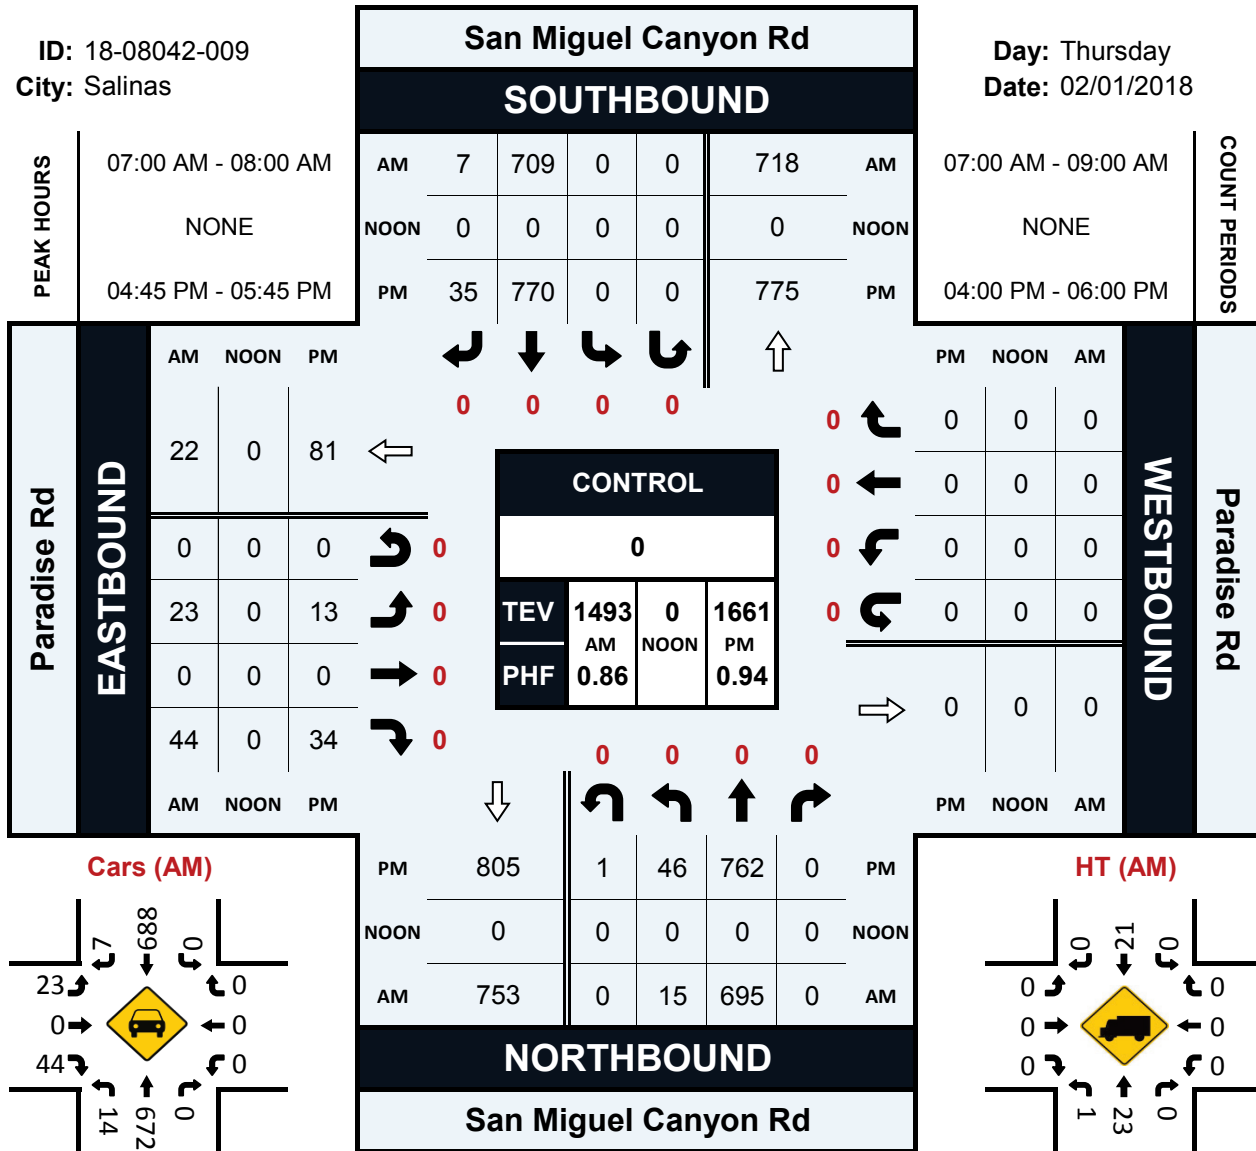 San Miguel Canyon Rd
ID: 18-08042-009
City: Salinas
Day: Thursday
Date: 02/01/2018
SOUTHBOUND
PEAK HOURS
07:00 AM - 08:00 AM
NONE
04:45 PM - 05:45 PM
AM 7 709 0 0 718 AM
NOON 0 0 0 0 0 NOON
PM 35 770 0 0 775 PM
07:00 AM - 09:00 AM
NONE
04:00 PM - 06:00 PM
COUNT PERIODS
0 0 0 0
Paradise Rd
EASTBOUND
AM NOON PM
22 0 81
0 0 0 0
23 0 13 0
0 0 0 0
44 0 34 0
AM NOON PM
CONTROL
0
TEV 1493 0 1661
AM NOON PM
PHF 0.86 0.94
PM NOON AM
0 0 0 0
0 0 0 0
0 0 0 0
0 0 0 0
0 0 0
PM NOON AM
WESTBOUND
Paradise Rd
0 0 0 0
PM 805 1 46 762 0 PM
NOON 0 0 0 0 0 NOON
AM 753 0 15 695 0 AM
NORTHBOUND
San Miguel Canyon Rd
Cars (AM)
7 688 0
23 0
0 0
44 0
14 672 0
HT (AM)
0 21 0
0 0
0 0
0 0
1 23 0